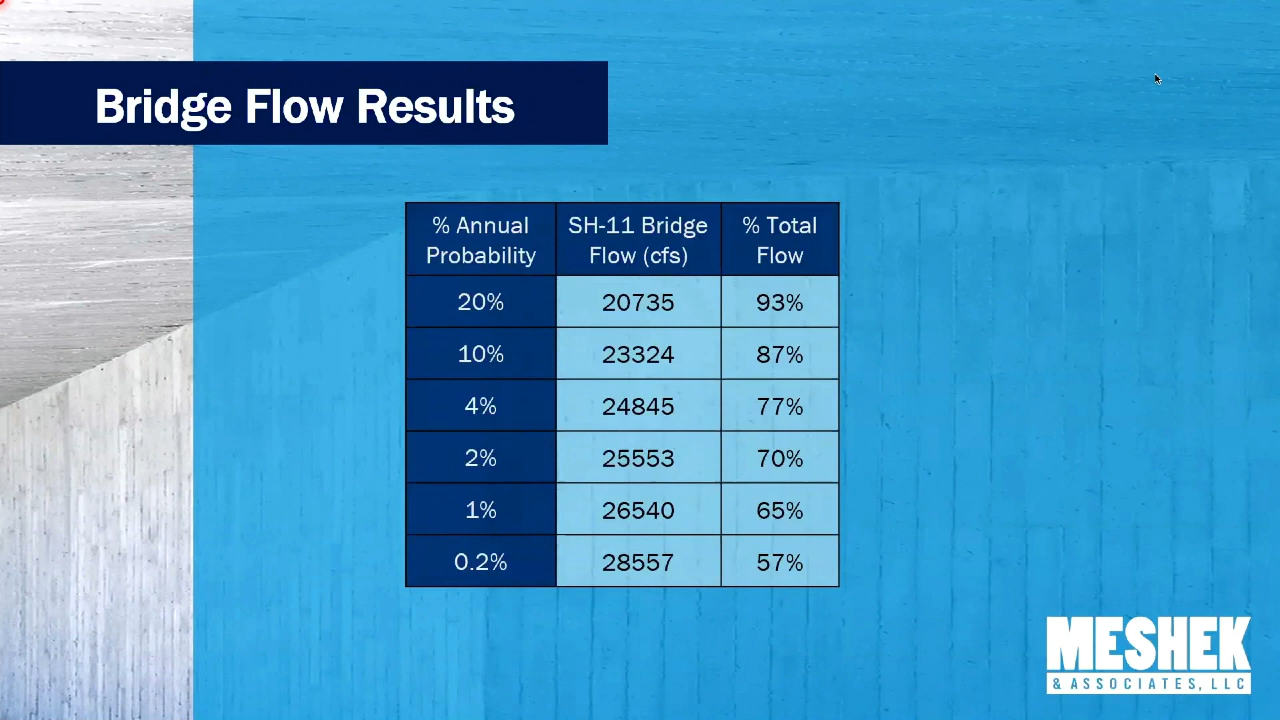 Bridge Flow Results
% Annual Probability SH-11 Bridge Flow (cfs) % Total Flow
20% 20735 93%
10% 23324 87%
4% 24845 77%
2% 25553 70%
1% 26540 65%
0.2% 28557 57%
MESHEK
& ASSOCIATES, LLC